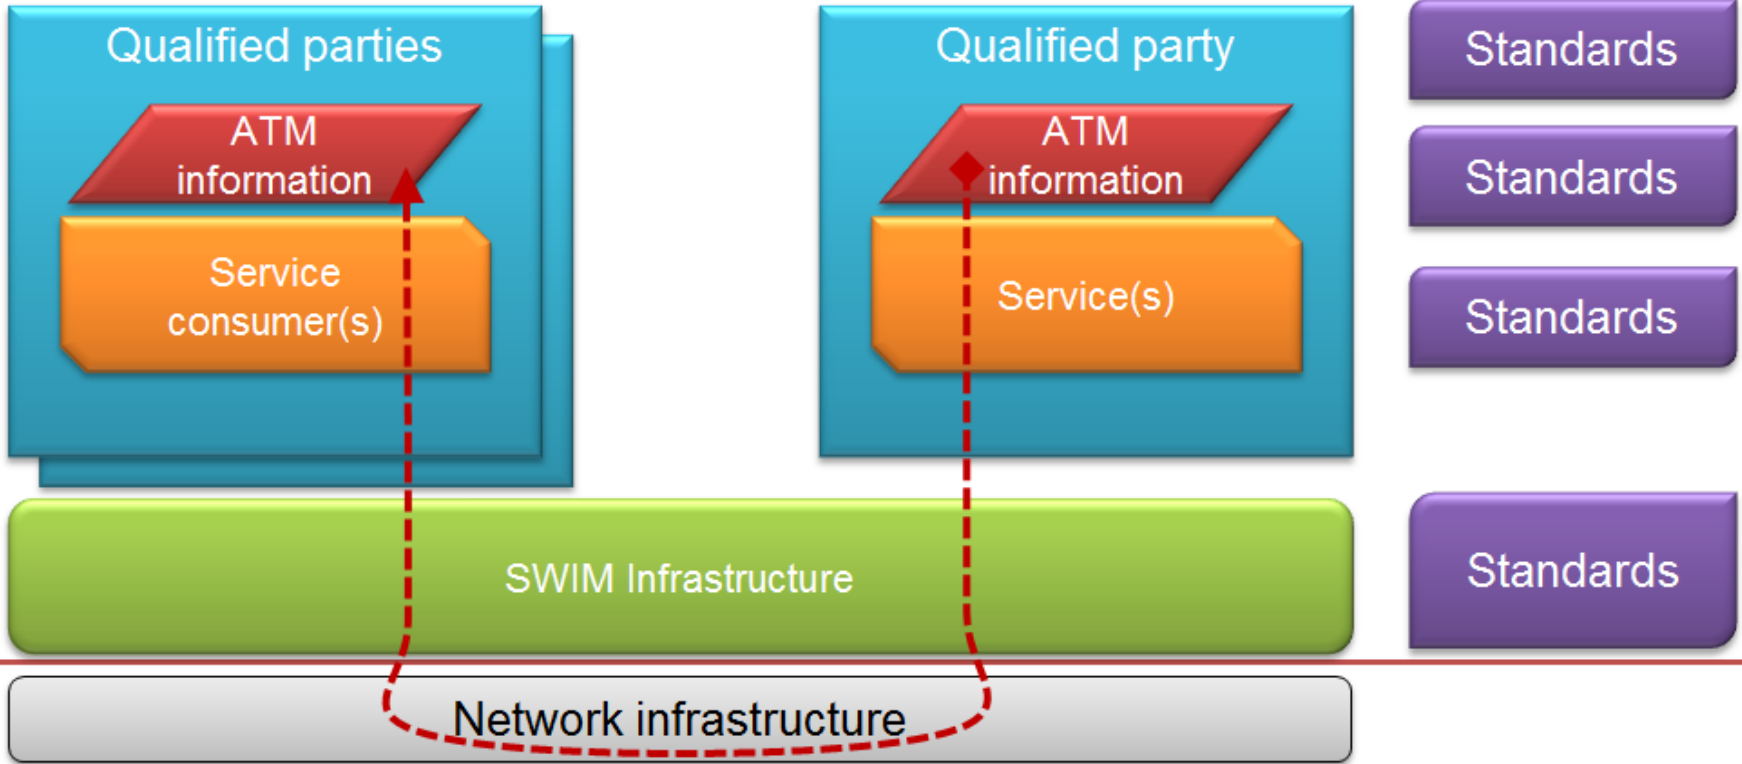 Qualified parties
ATM
information
Service
consumer(s)
Qualified party
ATM
information
Service(s)
Standards
Standards
Standards
SWIM Infrastructure
Standards
Network infrastructure